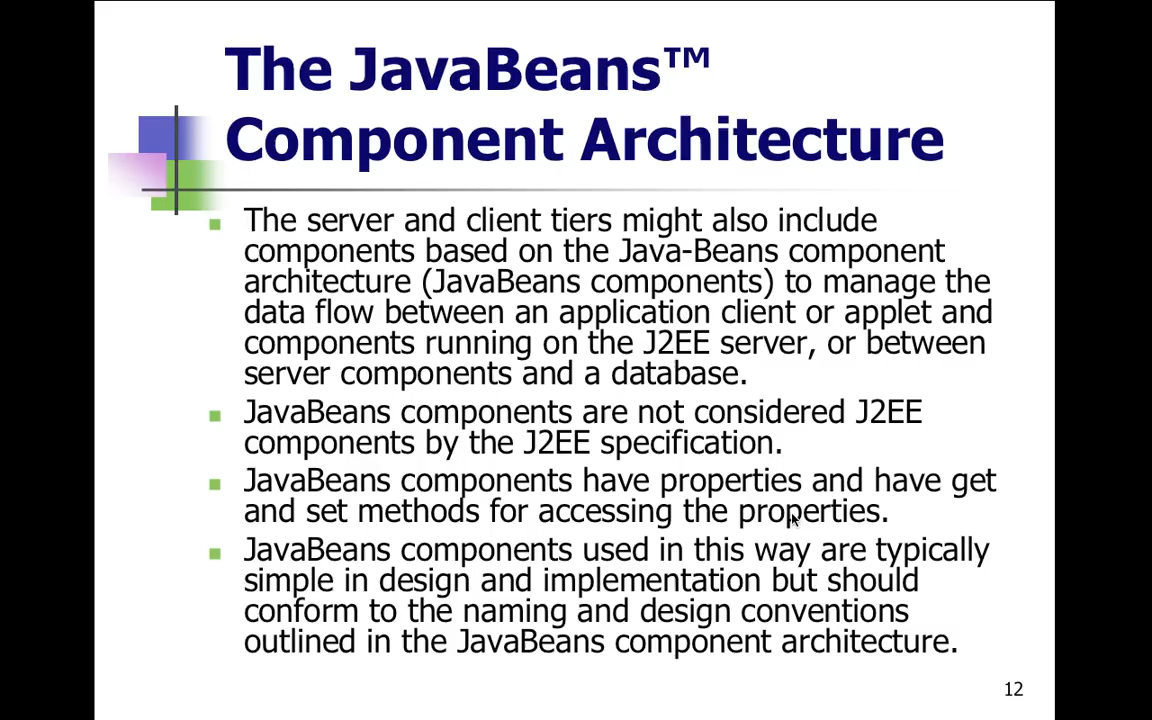 The JavaBeans™
Component Architecture
The server and client tiers might also include
components based on the Java-Beans component
architecture (JavaBeans components) to manage the
data flow between an application client or applet and
components running on the J2EE server, or between
server components and a database.
JavaBeans components are not considered J2EE
components by the J2EE specification.
JavaBeans components have properties and have get
and set methods for accessing the properties.
JavaBeans components used in this way are typically
simple in design and implementation but should
conform to the naming and design conventions
outlined in the JavaBeans component architecture.
12